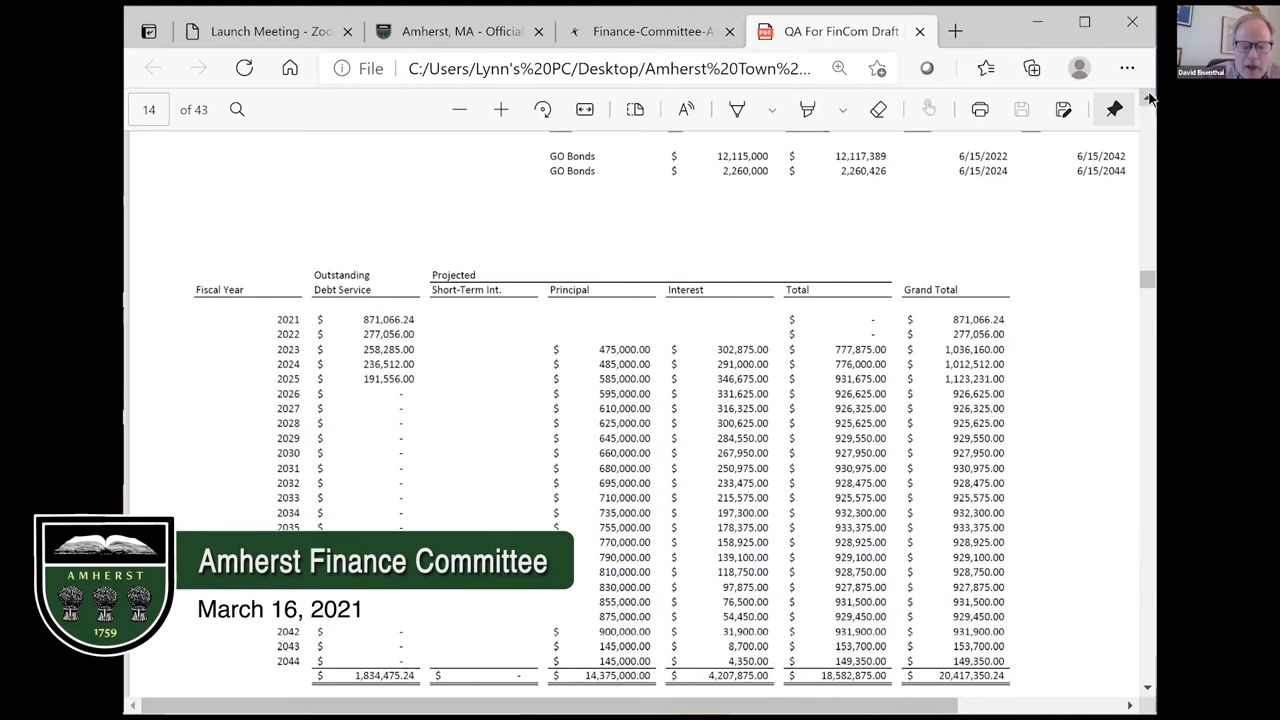 Launch Meeting - Zoo
Amherst, MA - Official
Finance-Committee-A
QA For FinCom Draft
David Eisenthal
File C:/Users/Lynn's%20PC/Desktop/Amherst%20Town%2...
14 of 43
GO Bonds $ 12,115,000 $ 12,117,389 6/15/2022 6/15/2042
GO Bonds $ 2,260,000 $ 2,260,426 6/15/2024 6/15/2044
Outstanding Projected
Fiscal Year Debt Service Short-Term Int. Principal Interest Total Grand Total
2021 $ 871,066.24 $ - $ 871,066.24
2022 $ 277,056.00 $ - $ 277,056.00
2023 $ 258,285.00 $ 475,000.00 $ 302,875.00 $ 777,875.00 $ 1,036,160.00
2024 $ 236,512.00 $ 485,000.00 $ 291,000.00 $ 776,000.00 $ 1,012,512.00
2025 $ 191,556.00 $ 585,000.00 $ 346,675.00 $ 931,675.00 $ 1,123,231.00
2026 $ - $ 595,000.00 $ 331,625.00 $ 926,625.00 $ 926,625.00
2027 $ - $ 610,000.00 $ 316,325.00 $ 926,325.00 $ 926,325.00
2028 $ - $ 625,000.00 $ 300,625.00 $ 925,625.00 $ 925,625.00
2029 $ - $ 645,000.00 $ 284,550.00 $ 929,550.00 $ 929,550.00
2030 $ - $ 660,000.00 $ 267,950.00 $ 927,950.00 $ 927,950.00
2031 $ - $ 680,000.00 $ 250,975.00 $ 930,975.00 $ 930,975.00
2032 $ - $ 695,000.00 $ 233,475.00 $ 928,475.00 $ 928,475.00
2033 $ - $ 710,000.00 $ 215,575.00 $ 925,575.00 $ 925,575.00
2034 $ - $ 735,000.00 $ 197,300.00 $ 932,300.00 $ 932,300.00
2035 $ - $ 755,000.00 $ 178,375.00 $ 933,375.00 $ 933,375.00
770,000.00 $ 158,925.00 $ 928,925.00 $ 928,925.00
790,000.00 $ 139,100.00 $ 929,100.00 $ 929,100.00
810,000.00 $ 118,750.00 $ 928,750.00 $ 928,750.00
830,000.00 $ 97,875.00 $ 927,875.00 $ 927,875.00
855,000.00 $ 76,500.00 $ 931,500.00 $ 931,500.00
875,000.00 $ 54,450.00 $ 929,450.00 $ 929,450.00
2042 $ - $ 900,000.00 $ 31,900.00 $ 931,900.00 $ 931,900.00
2043 $ - $ 145,000.00 $ 8,700.00 $ 153,700.00 $ 153,700.00
2044 $ - $ 145,000.00 $ 4,350.00 $ 149,350.00 $ 149,350.00
$ 1,834,475.24 $ - $ 14,375,000.00 $ 4,207,875.00 $ 18,582,875.00 $ 20,417,350.24
AMHERST
1759
Amherst Finance Committee
March 16, 2021